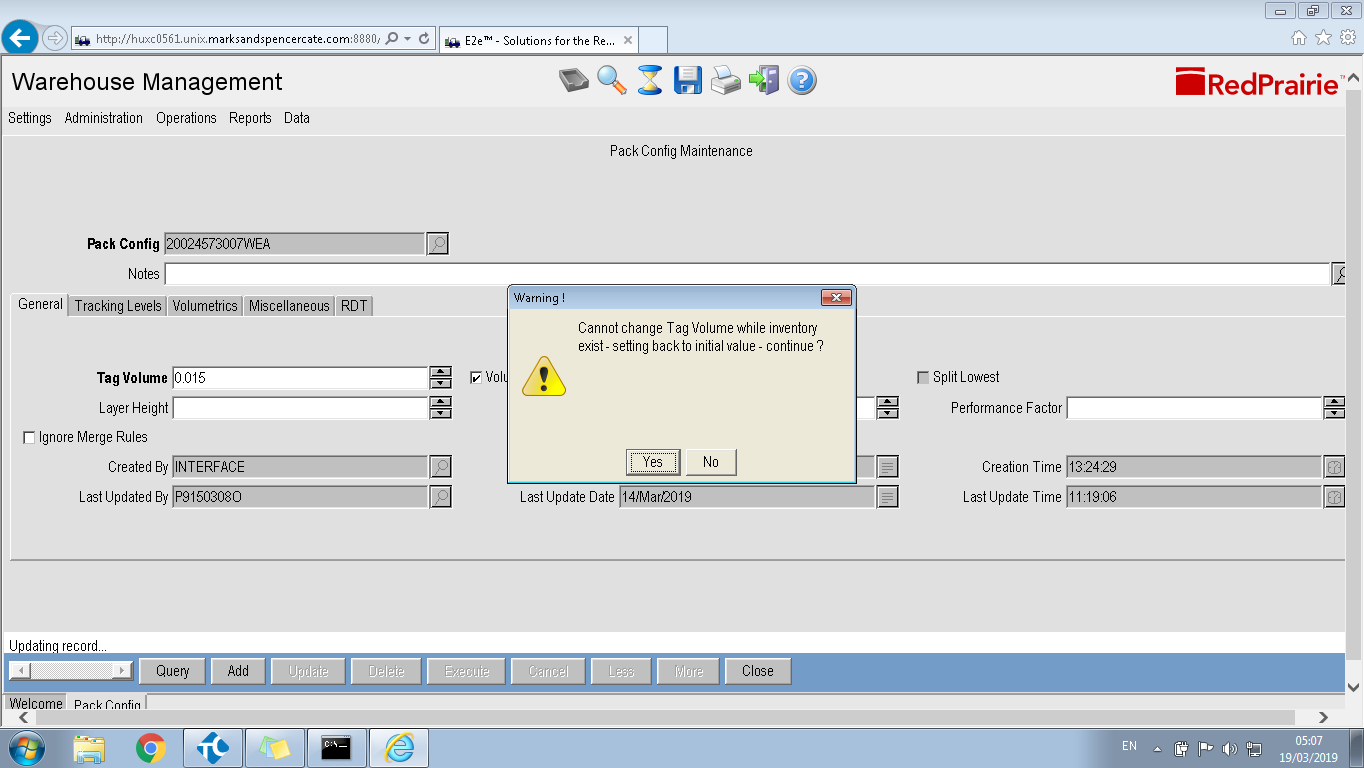 http://huxc0561.unix.marksandspencercate.com:8880/
E2e™ - Solutions for the Re...
Warehouse Management
RedPrairie™
Settings Administration Operations Reports Data
Pack Config Maintenance
Pack Config 20024573007WEA
Notes
General Tracking Levels Volumetrics Miscellaneous RDT
Warning !
Cannot change Tag Volume while inventory
exist - setting back to initial value - continue ?
Yes No
Tag Volume 0.015
Split Lowest
Layer Height
Performance Factor
Ignore Merge Rules
Created By INTERFACE
Creation Time 13:24:29
Last Updated By P9150308O
Last Update Date 14/Mar/2019
Last Update Time 11:19:06
Updating record...
Query Add Update Delete Execute Cancel Less More Close
Welcome Pack Config
EN
05:07
19/03/2019